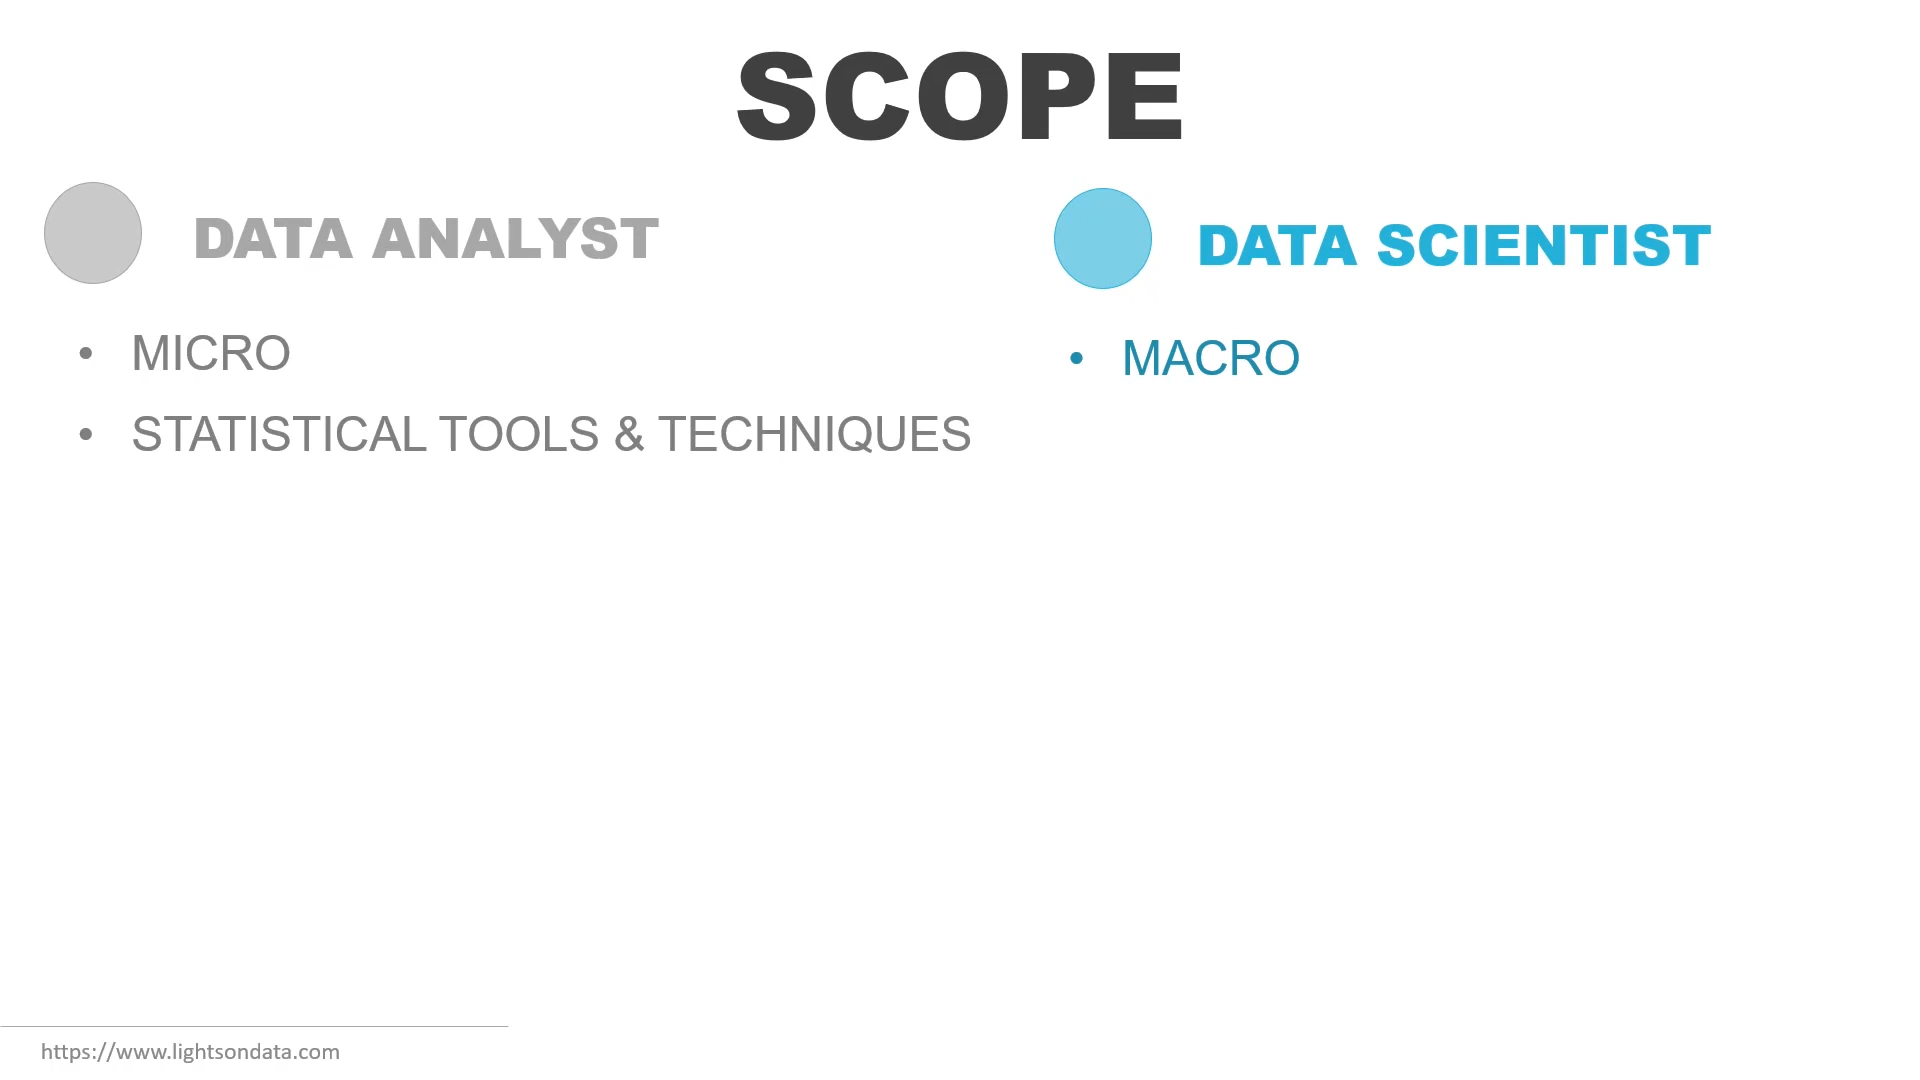 SCOPE
DATA ANALYST
• MICRO
• STATISTICAL TOOLS & TECHNIQUES
DATA SCIENTIST
• MACRO
https://www.lightsondata.com